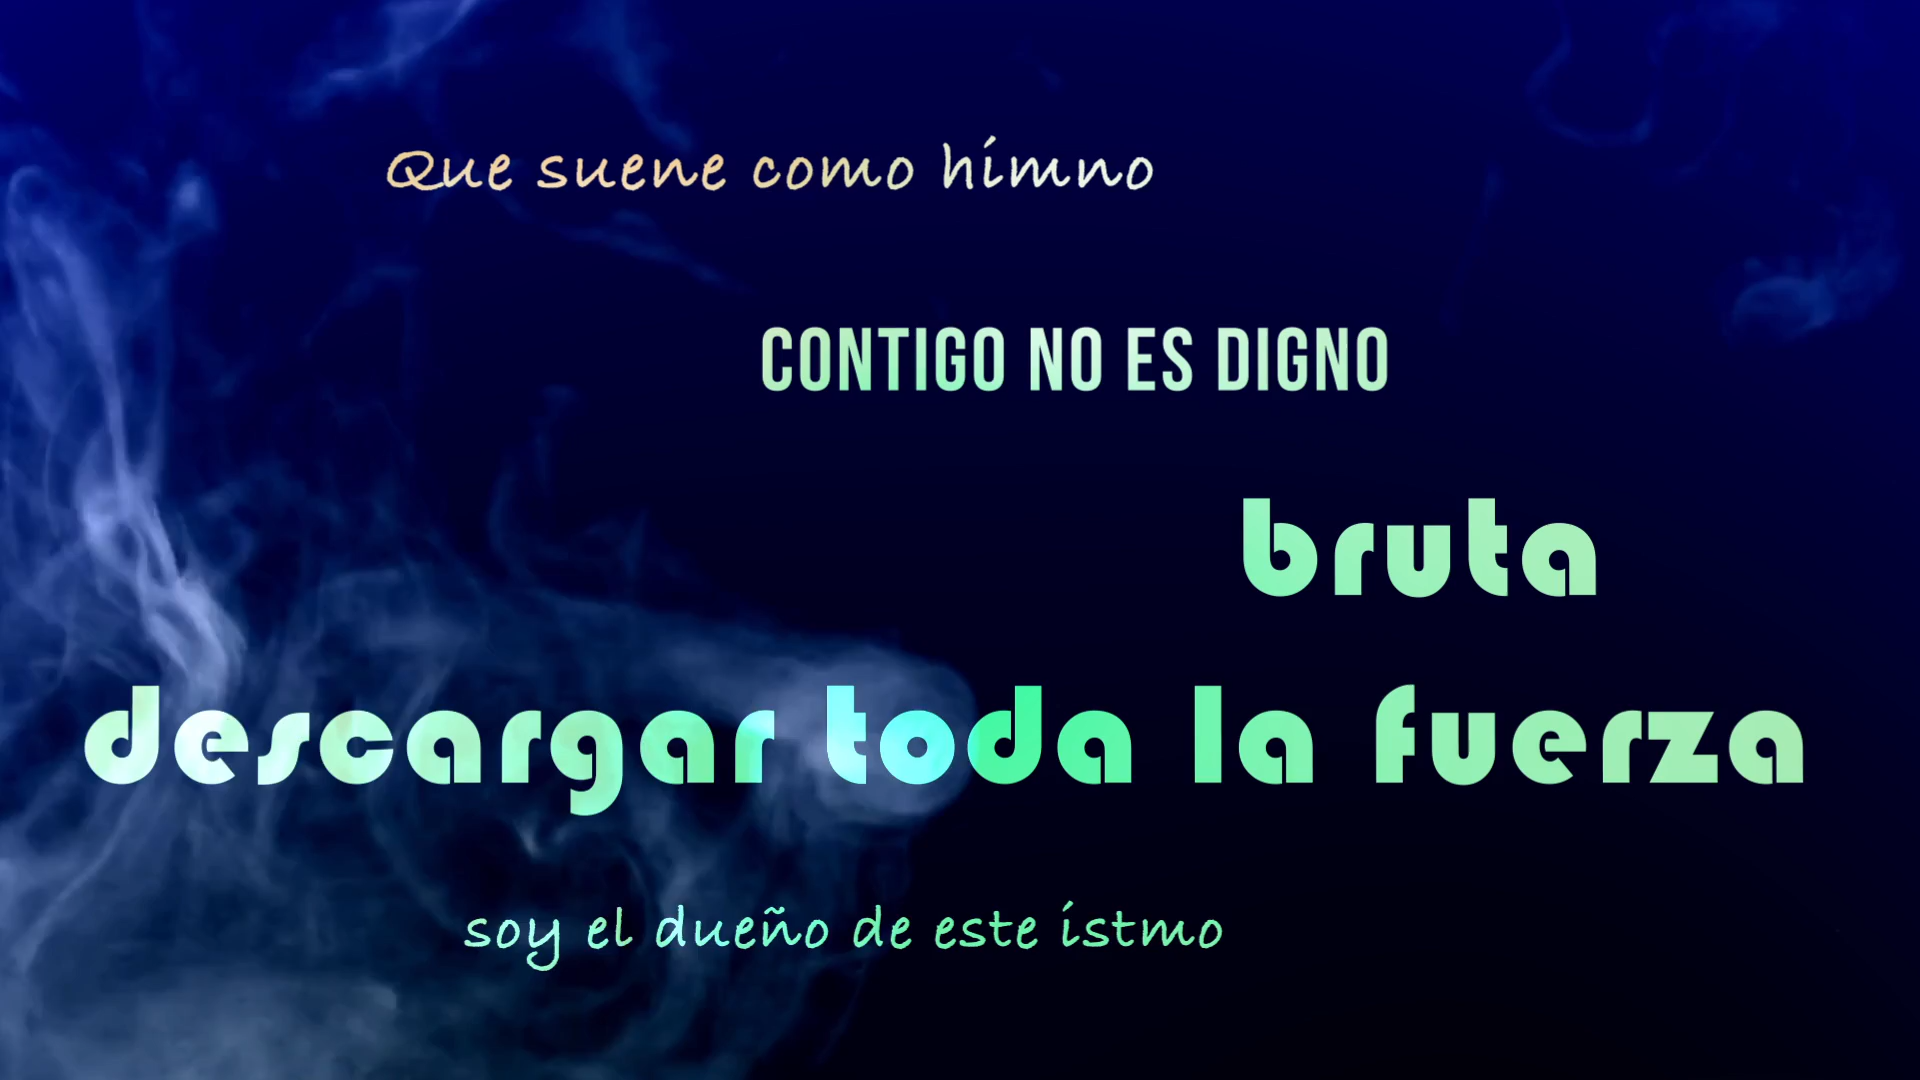 Que suene como himno
CONTIGO NO ES DIGNO
bruta
descargar toda la fuerza
soy el dueño de este istmo